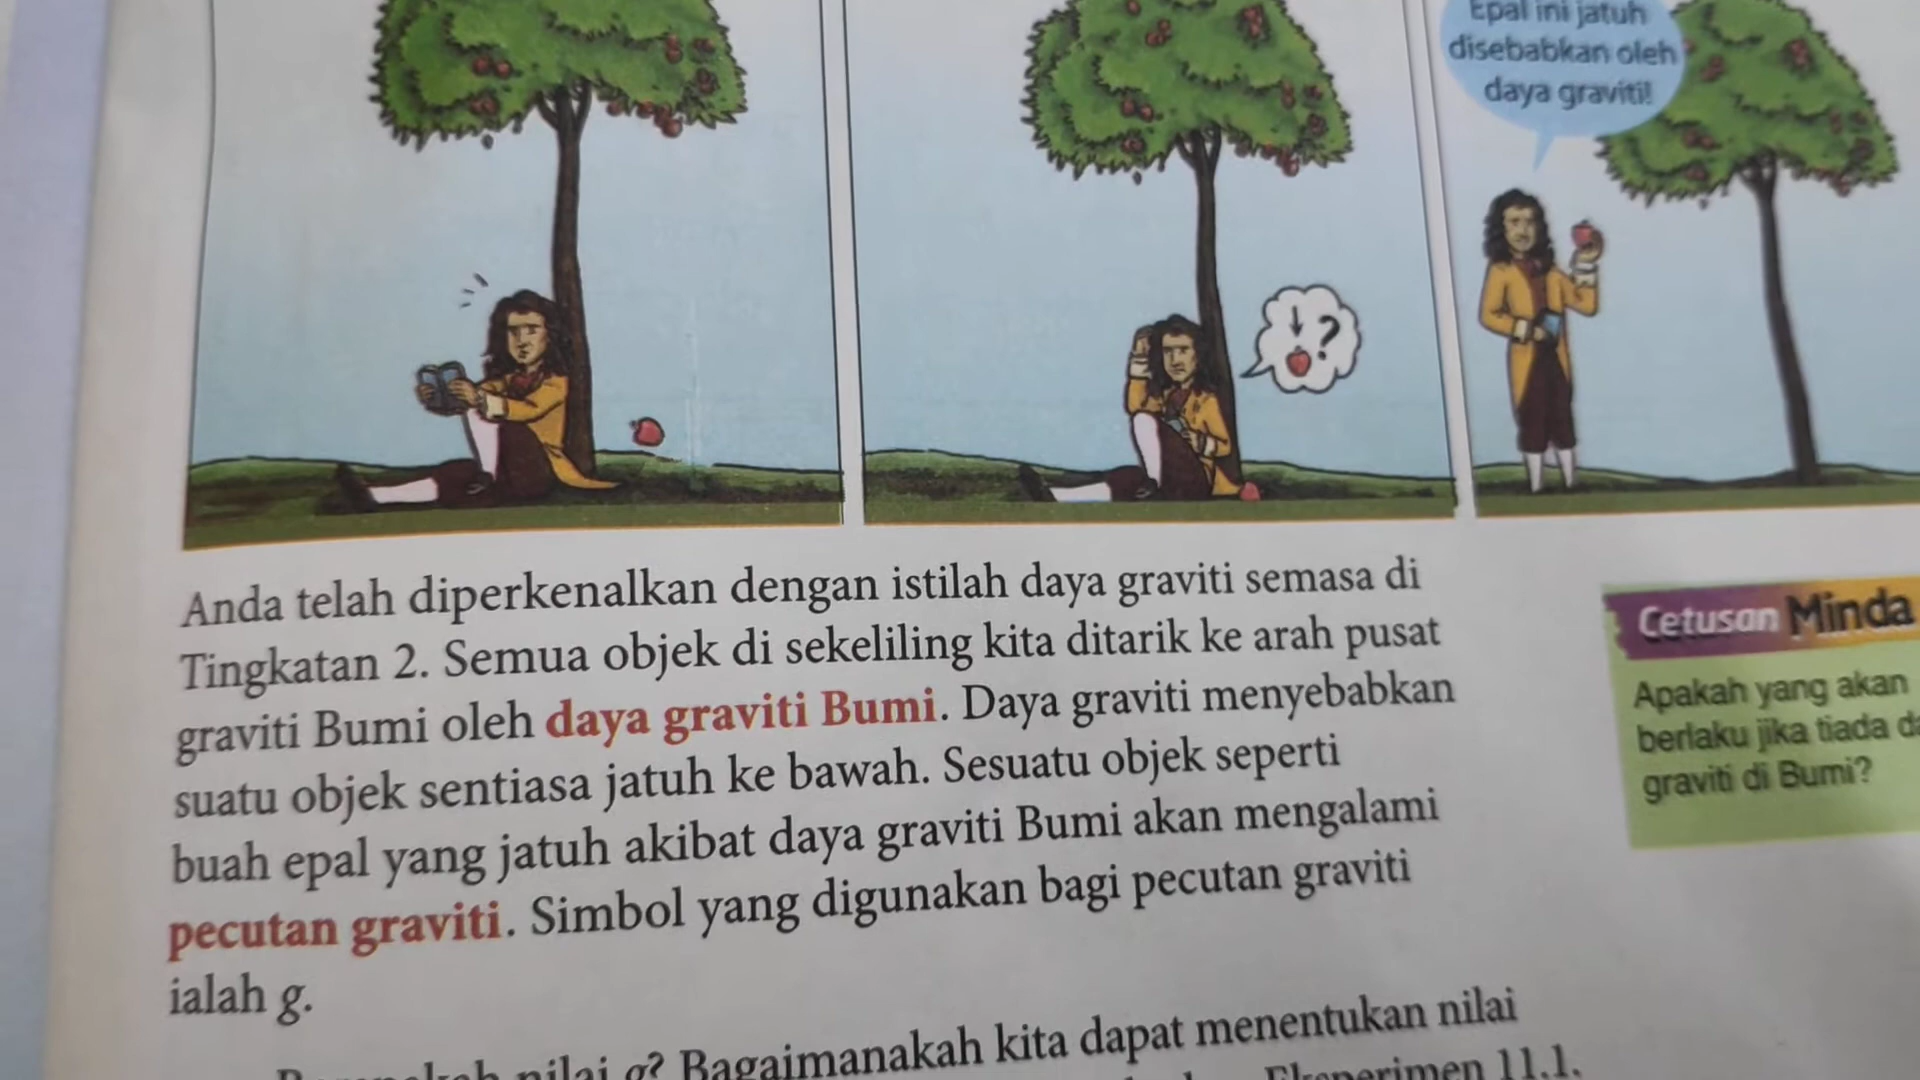 Epal ini jatuh
disebabkan oleh
daya graviti!
?
Anda telah diperkenalkan dengan istilah daya graviti semasa di
Tingkatan 2. Semua objek di sekeliling kita ditarik ke arah pusat
graviti Bumi oleh daya graviti Bumi. Daya graviti menyebabkan
suatu objek sentiasa jatuh ke bawah. Sesuatu objek seperti
buah epal yang jatuh akibat daya graviti Bumi akan mengalami
pecutan graviti. Simbol yang digunakan bagi pecutan graviti
ialah g.
nilai g? Bagaimanakah kita dapat menentukan nilai
Eksperimen 11.1.
Cetusan Minda
Apakah yang akan
berlaku jika tiada
graviti di Bumi?